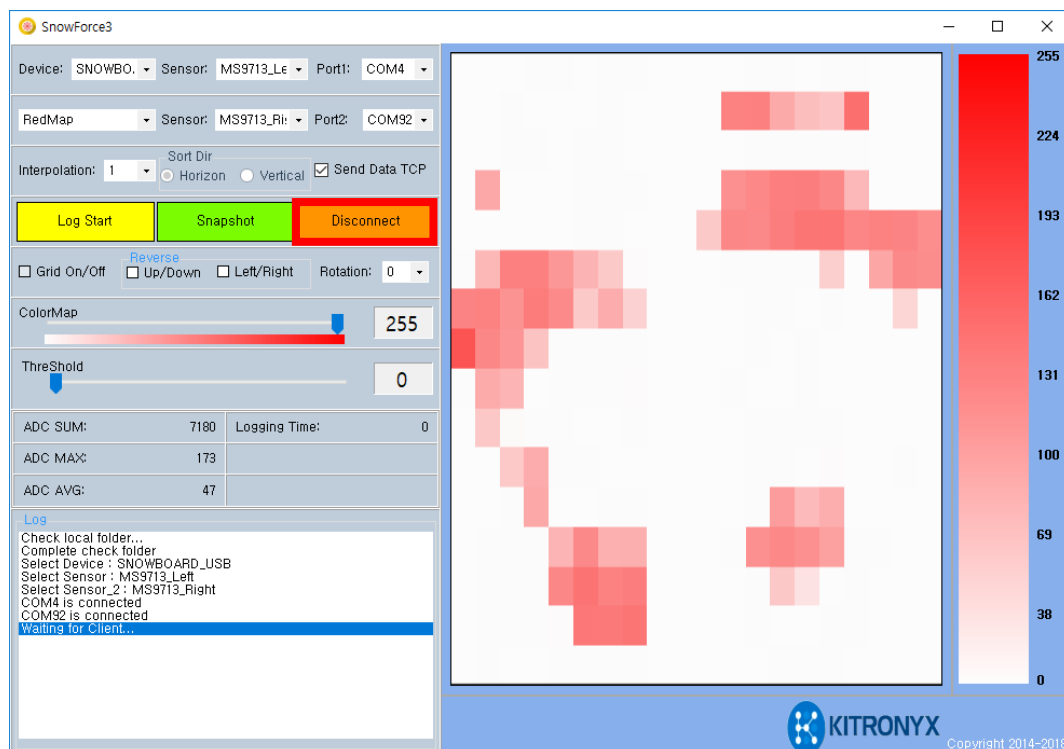 SnowForce3
Device: SNOWBO. Sensor: MS9713_Le Port1: COM4
RedMap Sensor: MS9713_Ri Port2: COM92
Interpolation: 1 Sort Dir Horizon Vertical Send Data TCP
Log Start Snapshot Disconnect
Grid On/Off Reverse Up/Down Left/Right Rotation: 0
ColorMap
255
ThreShold
0
ADC SUM: 7180 Logging Time: 0
ADC MAX: 173
ADC AVG: 47
Log
Check local folder...
Complete check folder
Select Device : SNOWBOARD_USB
Select Sensor : MS9713_Left
Select Sensor_2 : MS9713_Right
COM4 is connected
COM92 is connected
Waiting for Client...
255
224
193
162
131
100
69
38
0
KITRONYX
Copyright 2014-2018